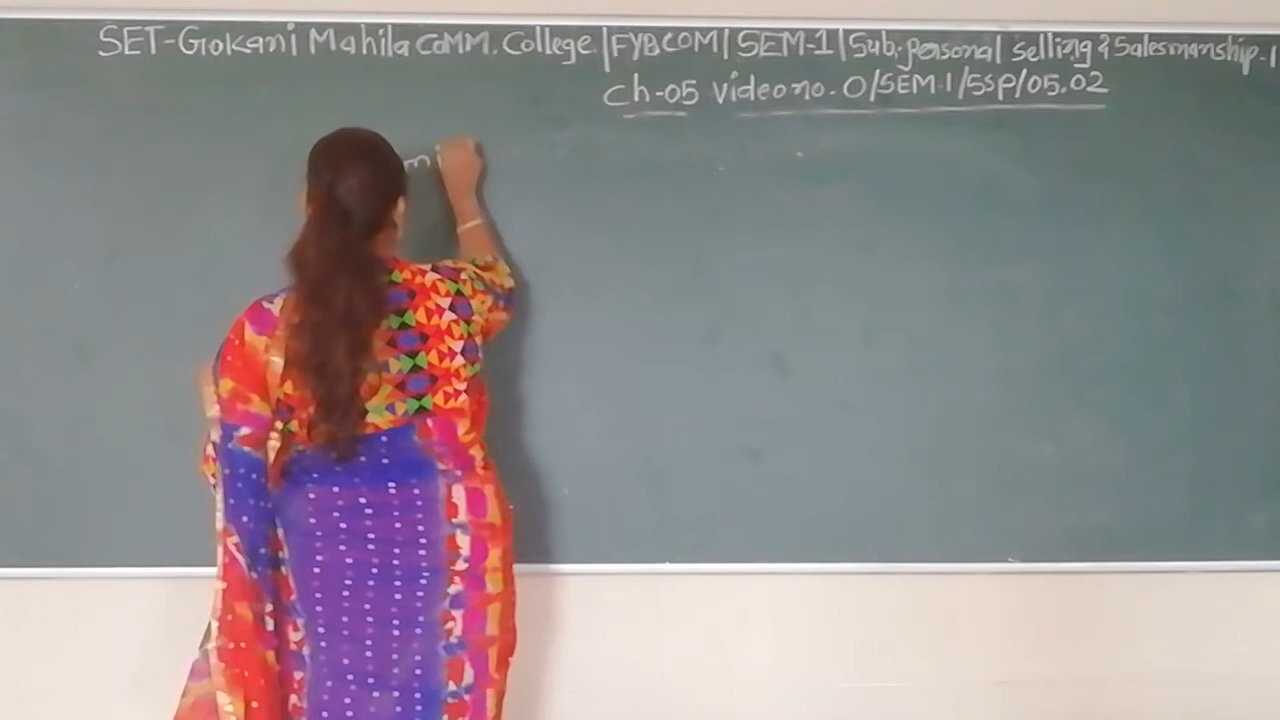 SET-Gokani Mahila COMM. College |FYBCOM| SEM-1|Sub. Personal selling & Salesmanship.-1
Ch-05 video no. O/SEM.1/SSP/05.02